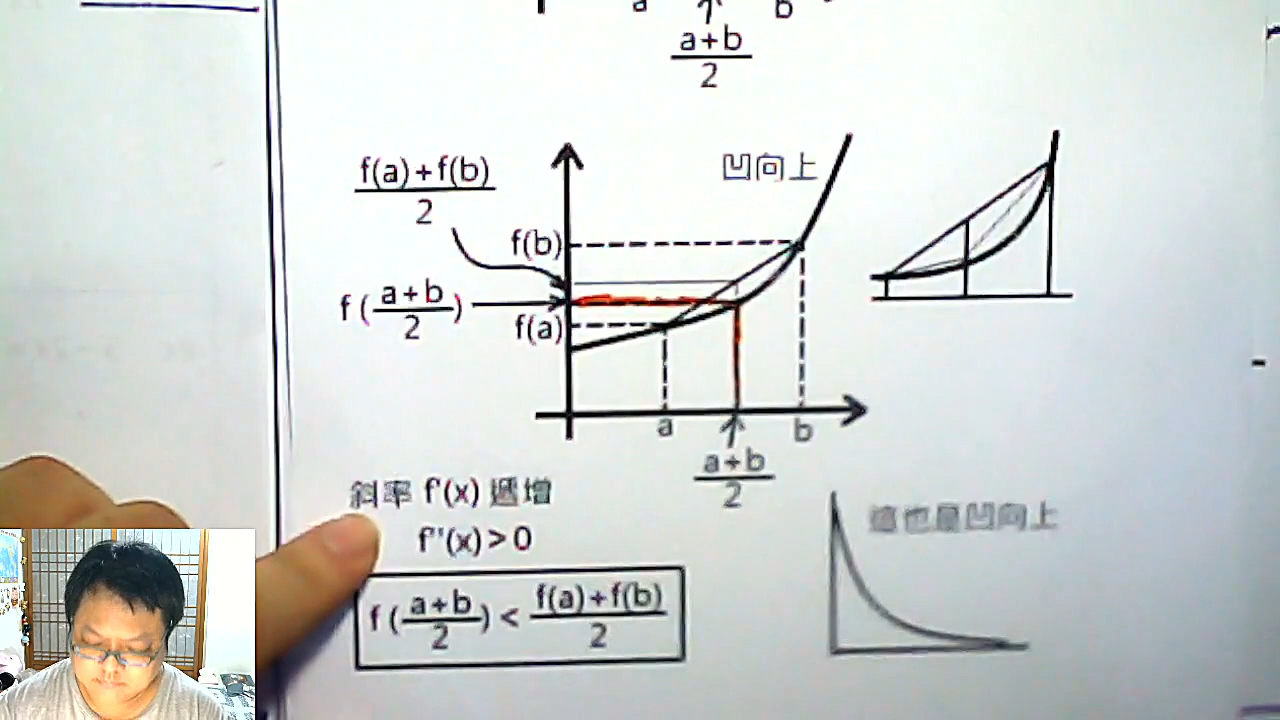 a b
a+b
2
f(a)+f(b)
2
凹向上
f(b)
f(a+b
2)
f(a)
a b
a+b
2
斜率 f'(x) 遞增
f''(x)>0
這也是凹向上
f(a+b
2) < f(a)+f(b)
2